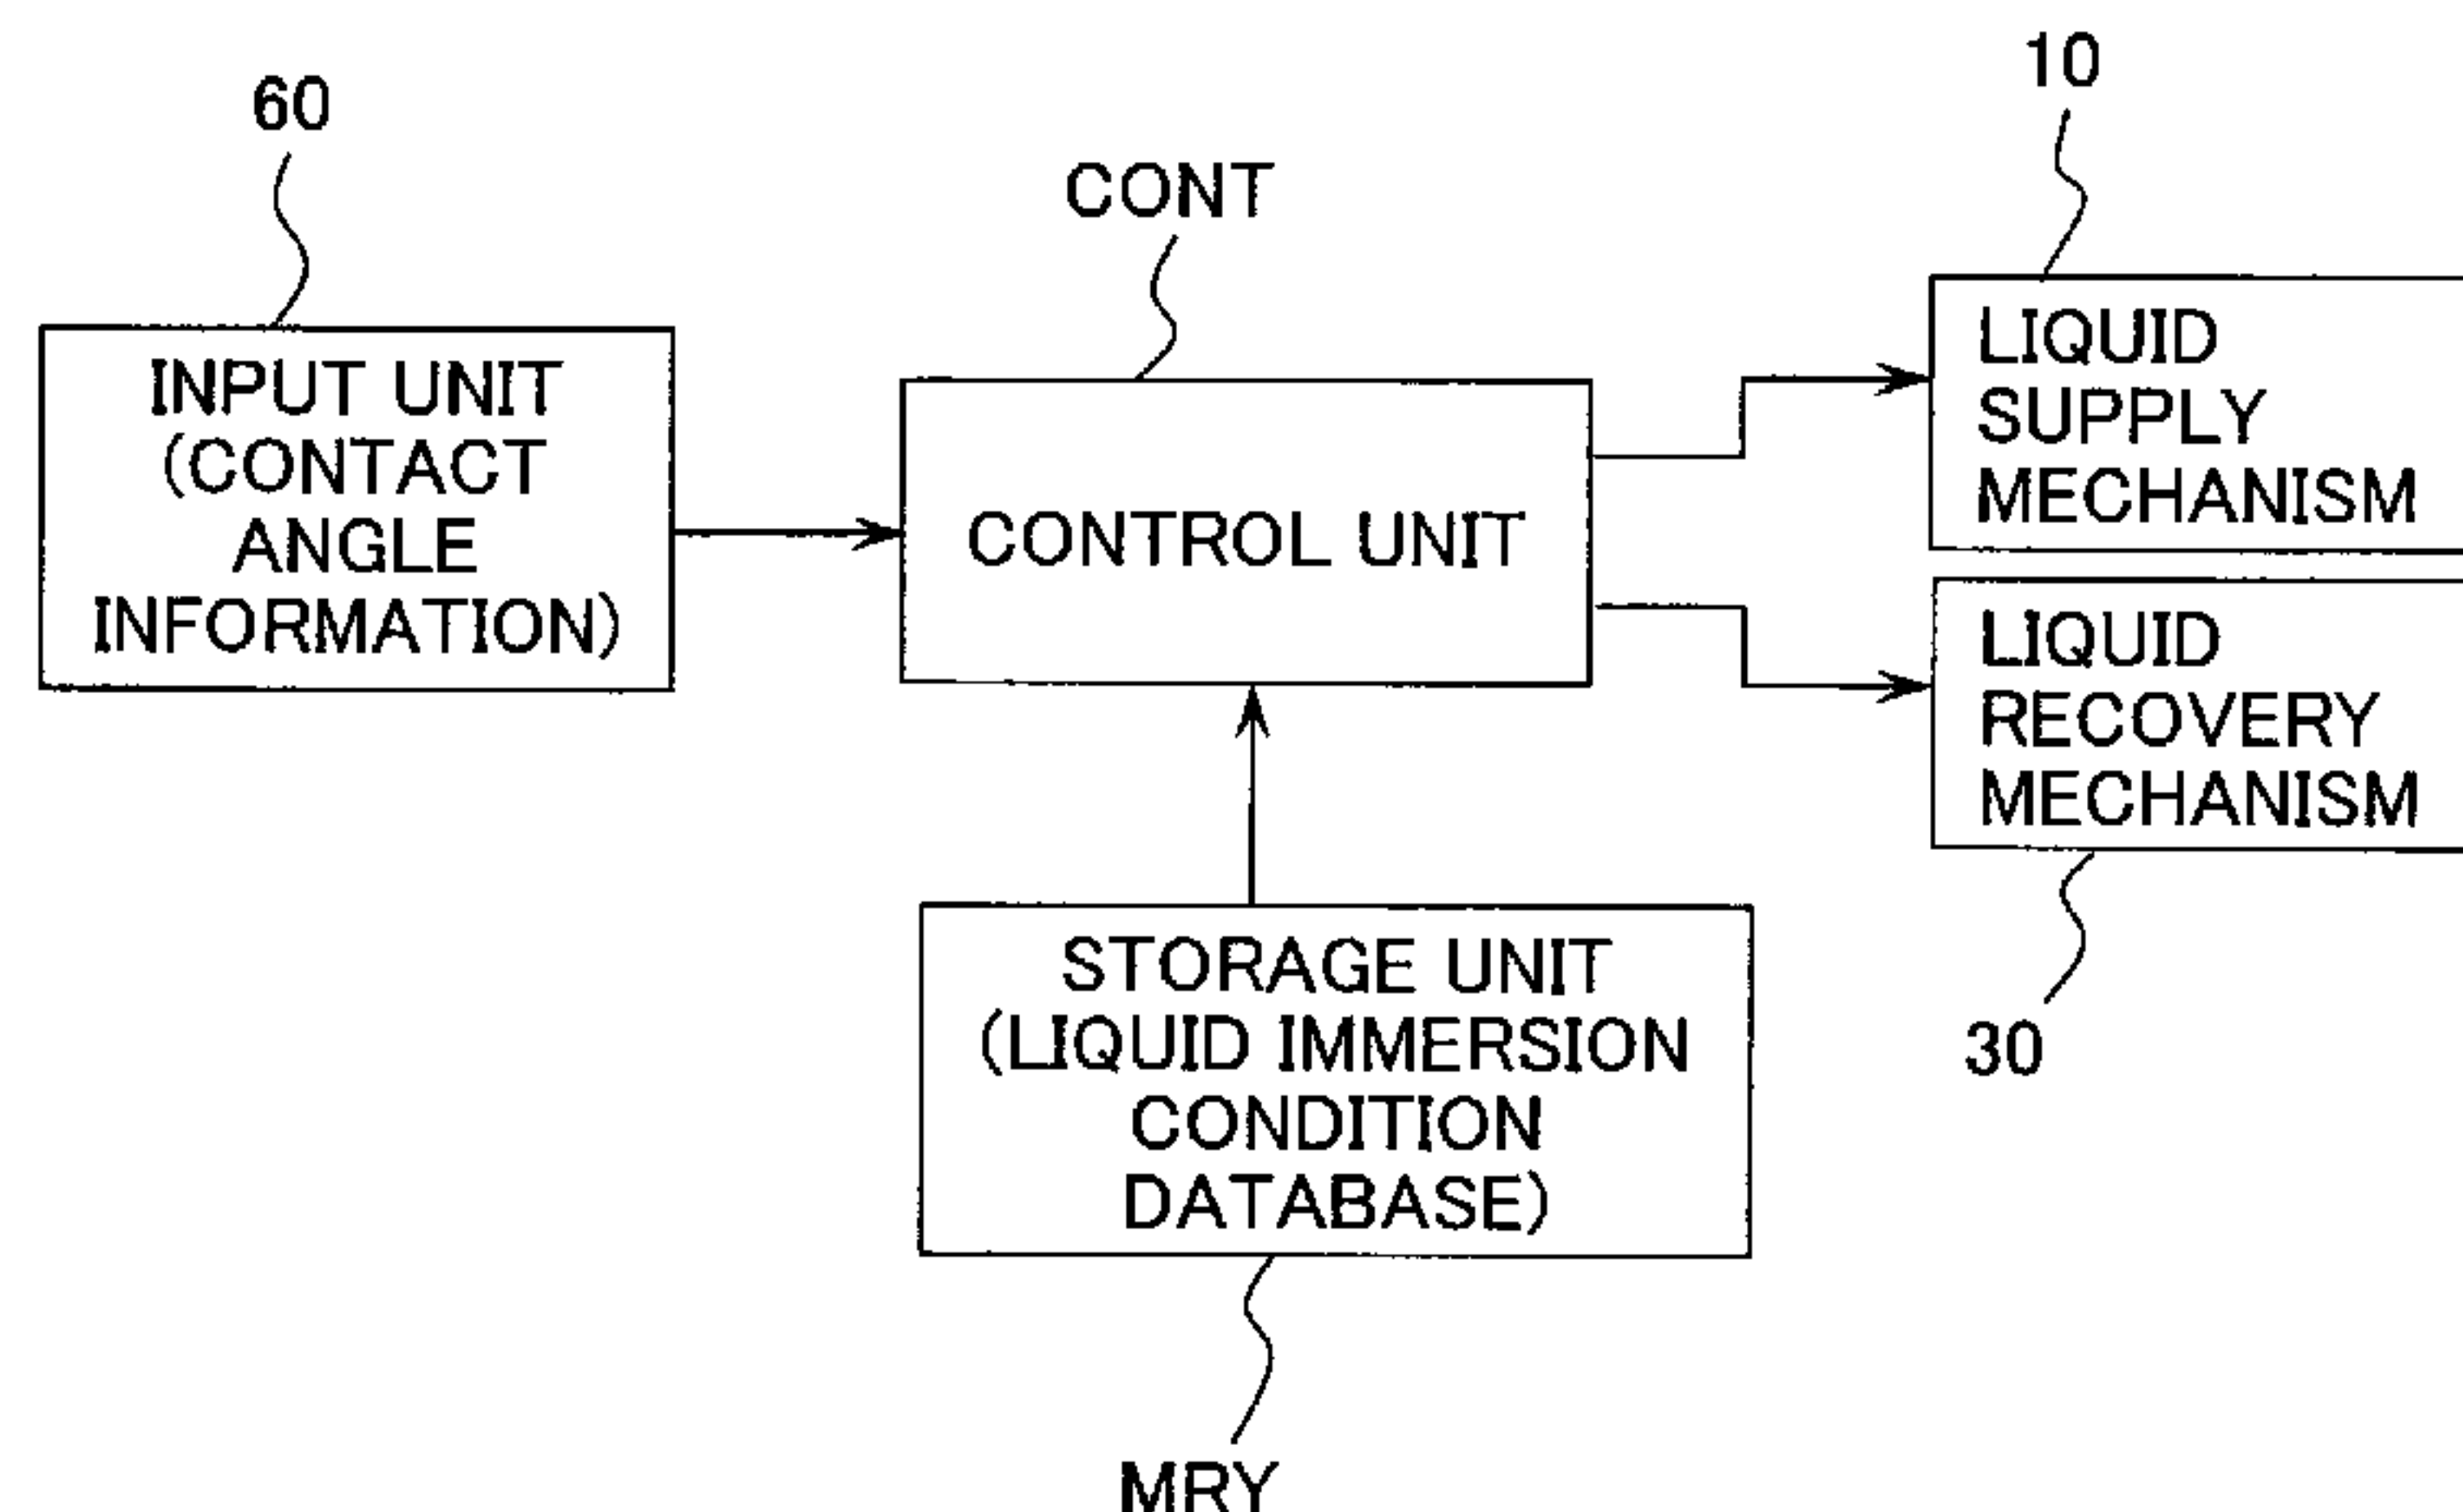 60
10
CONT
INPUT UNIT
(CONTACT
ANGLE
INFORMATION)
CONTROL UNIT
LIQUID
SUPPLY
MECHANISM
LIQUID
RECOVERY
MECHANISM
30
STORAGE UNIT
(LIQUID IMMERSION
CONDITION
DATABASE)
MRY